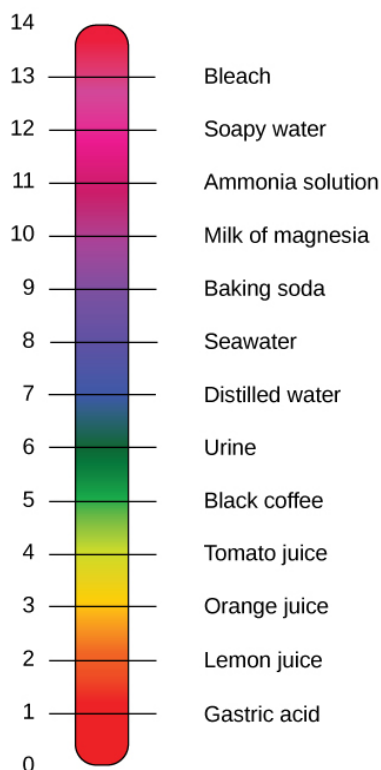 14
13 Bleach
12 Soapy water
11 Ammonia solution
10 Milk of magnesia
9 Baking soda
8 Seawater
7 Distilled water
6 Urine
5 Black coffee
4 Tomato juice
3 Orange juice
2 Lemon juice
1 Gastric acid
0